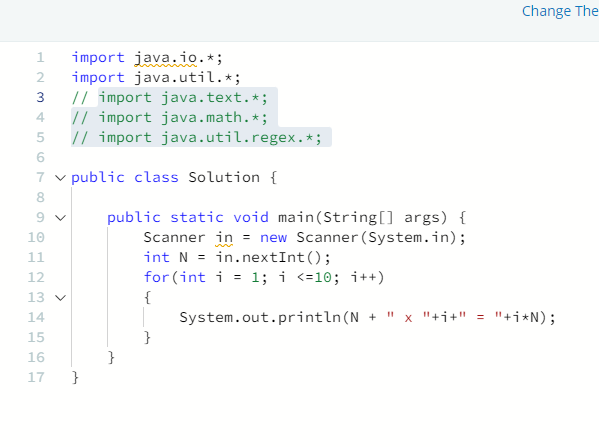 Change The
1 import java.io.*;
2 import java.util.*;
3 // import java.text.*;
4 // import java.math.*;
5 // import java.util.regex.*;
6
7 public class Solution {
8
9     public static void main(String[] args) {
10         Scanner in = new Scanner(System.in);
11         int N = in.nextInt();
12         for(int i = 1; i <=10; i++)
13         {
14             System.out.println(N + " x "+i+" = "+i*N);
15         }
16     }
17 }